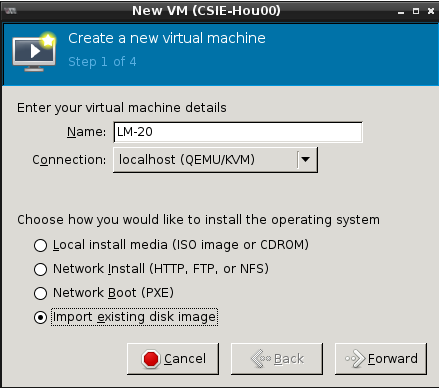 New VM (CSIE-Hou00)
Create a new virtual machine
Step 1 of 4
Enter your virtual machine details
Name: LM-20
Connection: localhost (QEMU/KVM)
Choose how you would like to install the operating system
Local install media (ISO image or CDROM)
Network Install (HTTP, FTP, or NFS)
Network Boot (PXE)
Import existing disk image
Cancel Back Forward